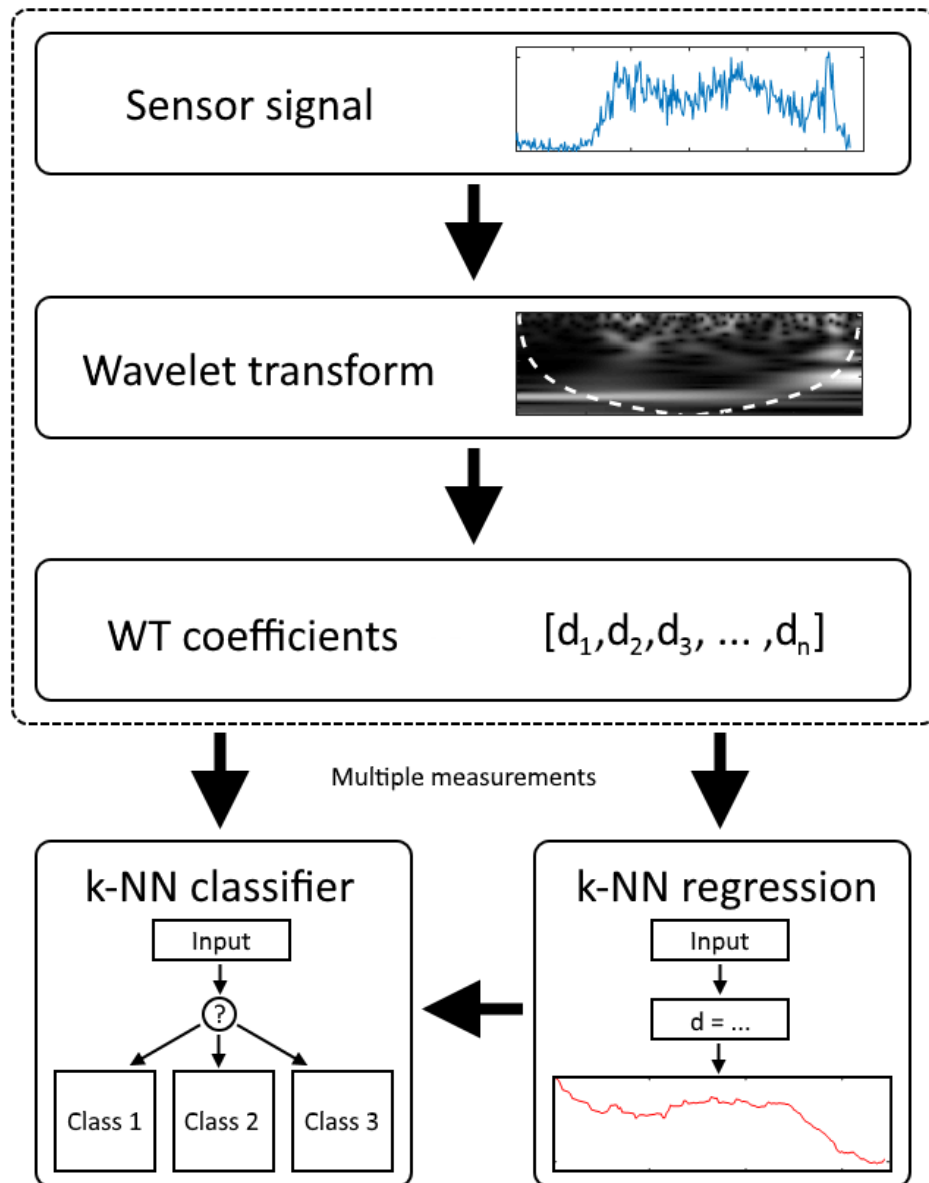 Sensor signal
Wavelet transform
WT coefficients
[d₁,d₂,d₃, ... ,dₙ]
Multiple measurements
k-NN classifier
Input
?
Class 1
Class 2
Class 3
k-NN regression
Input
d = ...